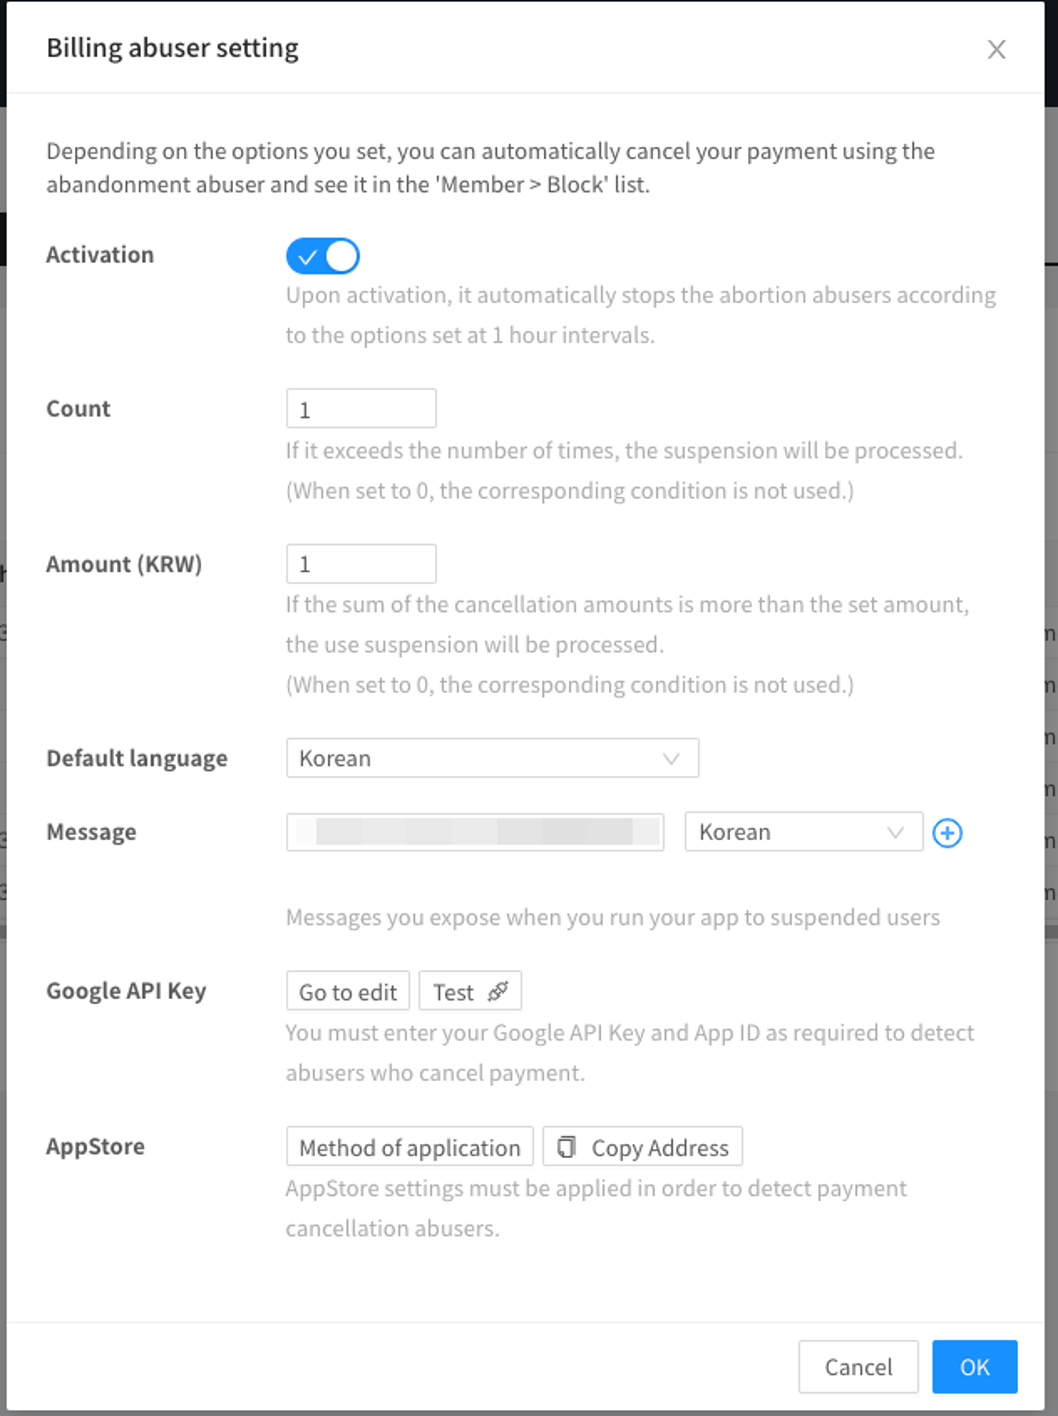 Billing abuser setting
Depending on the options you set, you can automatically cancel your payment using the
abandonment abuser and see it in the 'Member > Block' list.
Activation
Upon activation, it automatically stops the abortion abusers according
to the options set at 1 hour intervals.
Count
1
If it exceeds the number of times, the suspension will be processed.
(When set to 0, the corresponding condition is not used.)
Amount (KRW)
1
If the sum of the cancellation amounts is more than the set amount,
the use suspension will be processed.
(When set to 0, the corresponding condition is not used.)
Default language
Korean
Message
Korean
Messages you expose when you run your app to suspended users
Google API Key
Go to edit
Test
You must enter your Google API Key and App ID as required to detect
abusers who cancel payment.
AppStore
Method of application
Copy Address
AppStore settings must be applied in order to detect payment
cancellation abusers.
Cancel
OK